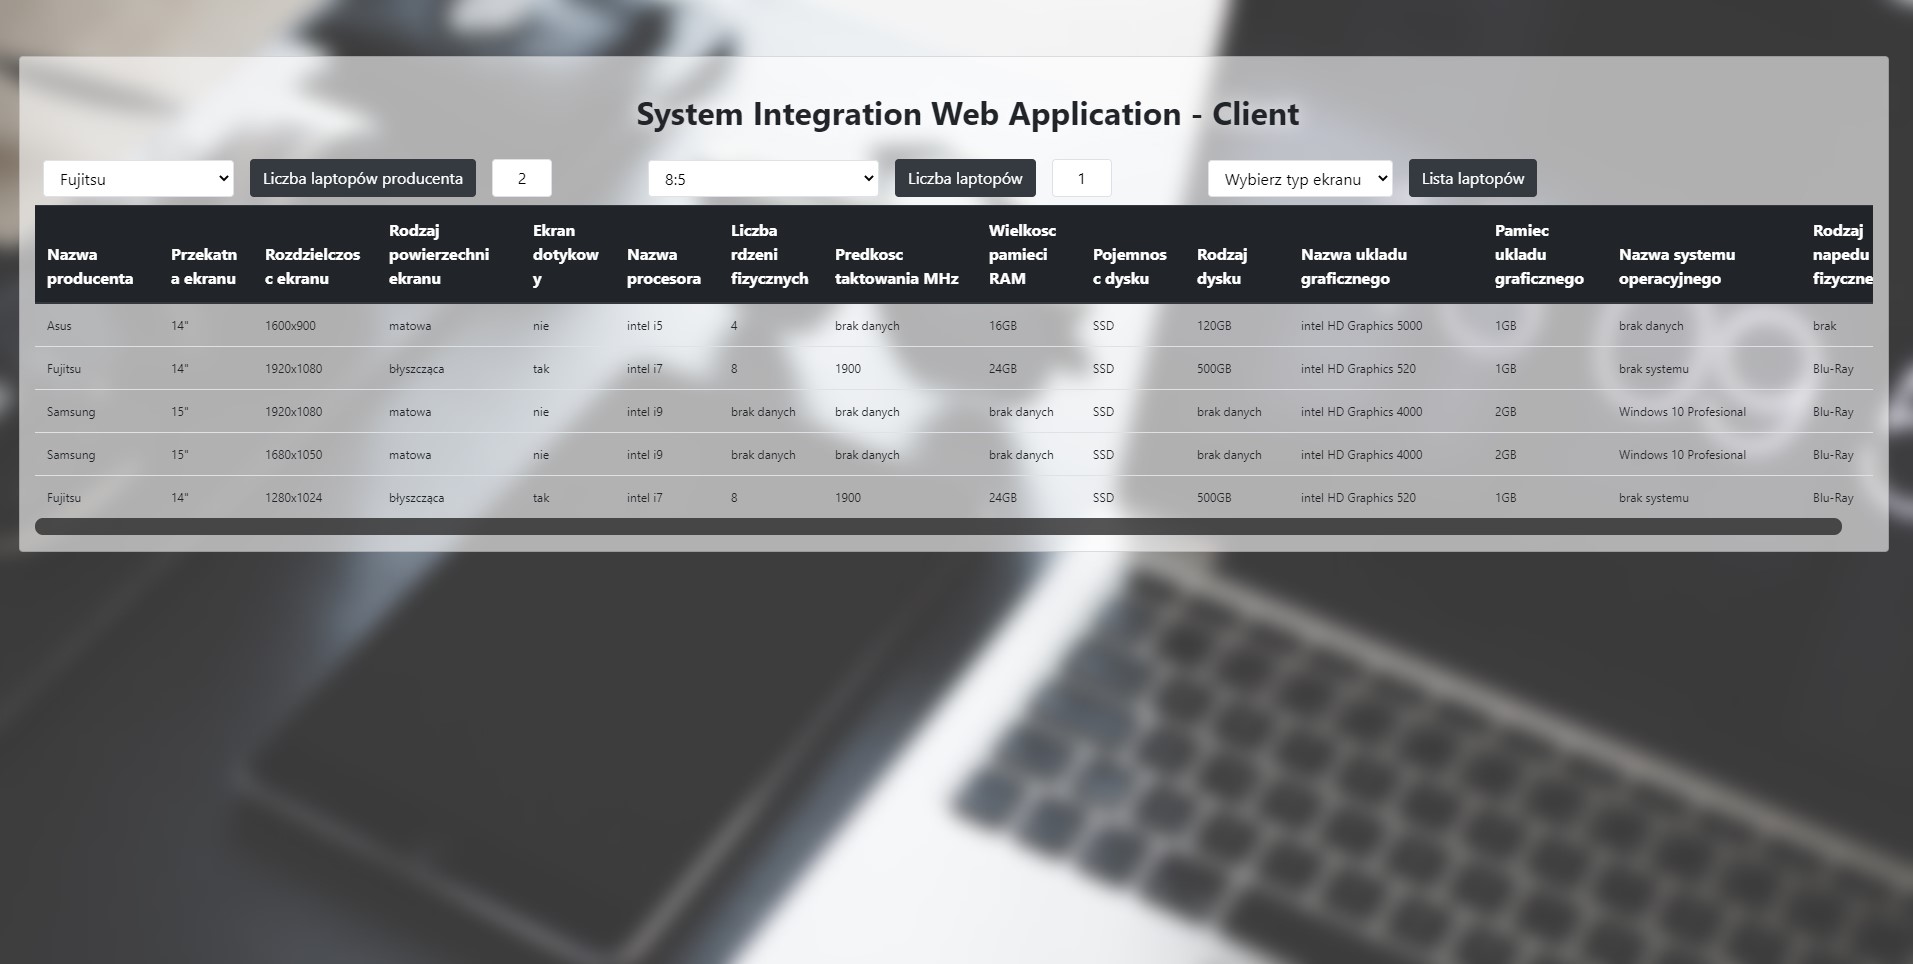 System Integration Web Application - Client
Fujitsu Liczba laptopów producenta 2 8:5 Liczba laptopów 1 Wybierz typ ekranu Lista laptopów
Rodzaj Ekran Liczba Wielkosc Pamiec Rodzaj
Nazwa Przekatn Rozdzielczos powierzechni dotykow Nazwa rdzeni Predkosc pamieci Pojemnos Rodzaj Nazwa ukladu ukladu Nazwa systemu napedu
producenta a ekranu c ekranu ekranu y procesora fizycznych taktowania MHz RAM c dysku dysku graficznego graficznego operacyjnego fizyczne
Asus 14" 1600x900 matowa nie intel i5 4 brak danych 16GB SSD 120GB intel HD Graphics 5000 1GB brak danych brak
Fujitsu 14" 1920x1080 błyszcząca tak intel i7 8 1900 24GB SSD 500GB intel HD Graphics 520 1GB brak systemu Blu-Ray
Samsung 15" 1920x1080 matowa nie intel i9 brak danych brak danych brak danych SSD brak danych intel HD Graphics 4000 2GB Windows 10 Profesional Blu-Ray
Samsung 15" 1680x1050 matowa nie intel i9 brak danych brak danych brak danych SSD brak danych intel HD Graphics 4000 2GB Windows 10 Profesional Blu-Ray
Fujitsu 14" 1280x1024 błyszcząca tak intel i7 8 1900 24GB SSD 500GB intel HD Graphics 520 1GB brak systemu Blu-Ray